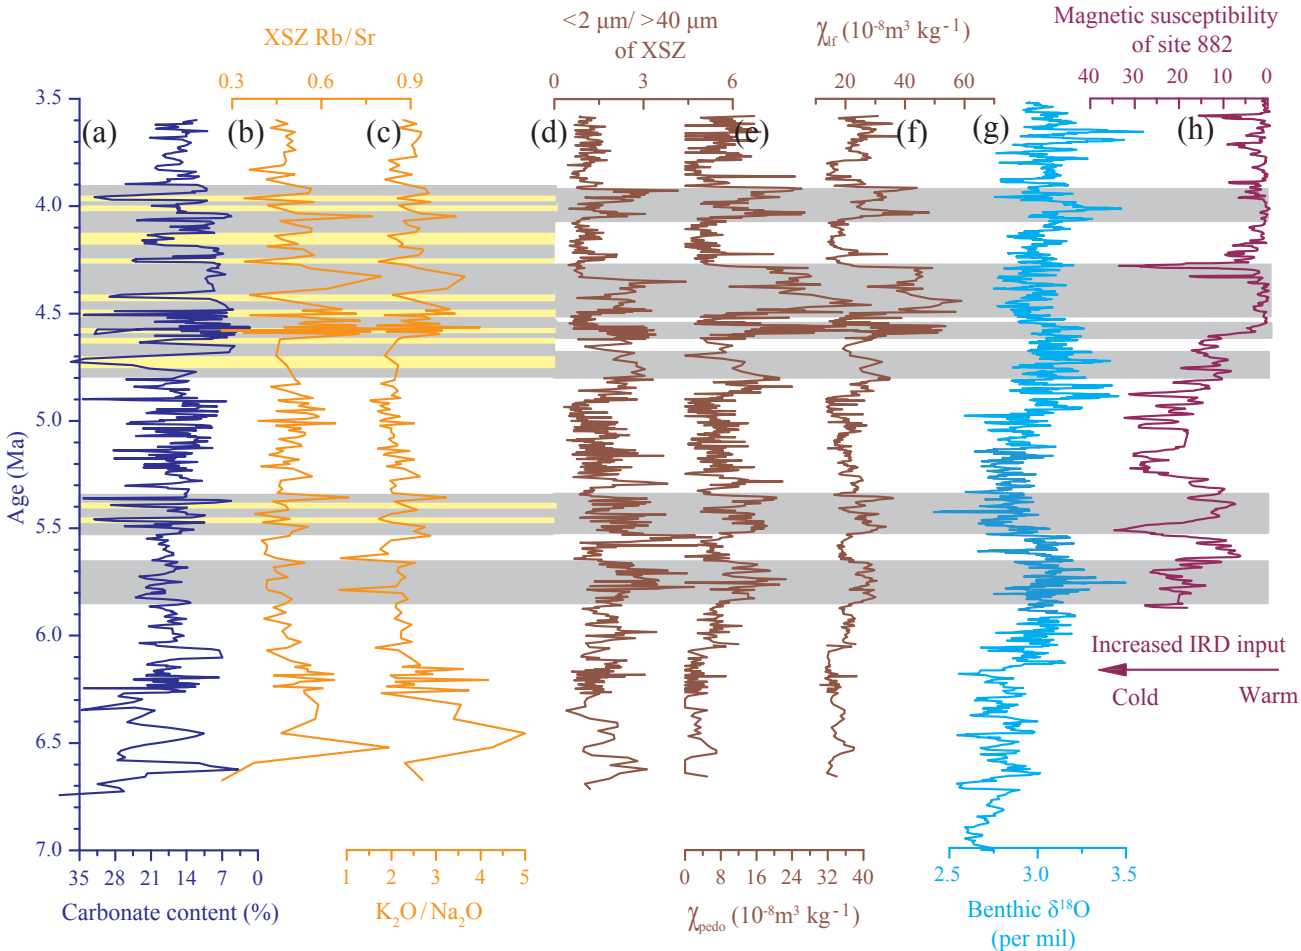 <2 μm/ >40 μm
of XSZ
XSZ Rb/Sr
χlf (10⁻⁸m³ kg⁻¹)
Magnetic susceptibility
of site 882
0.3 0.6 0.9
0 3 6
20 40 60
40 30 20 10 0
3.5
4.0
4.5
5.0
5.5
6.0
6.5
7.0
Age (Ma)
(a) (b) (c) (d) (e) (f) (g) (h)
Increased IRD input
Cold Warm
35 28 21 14 7 0
Carbonate content (%)
1 2 3 4 5
K₂O/Na₂O
0 8 16 24 32 40
χpedo (10⁻⁸m³ kg⁻¹)
2.5 3.0 3.5
Benthic δ¹⁸O
(per mil)